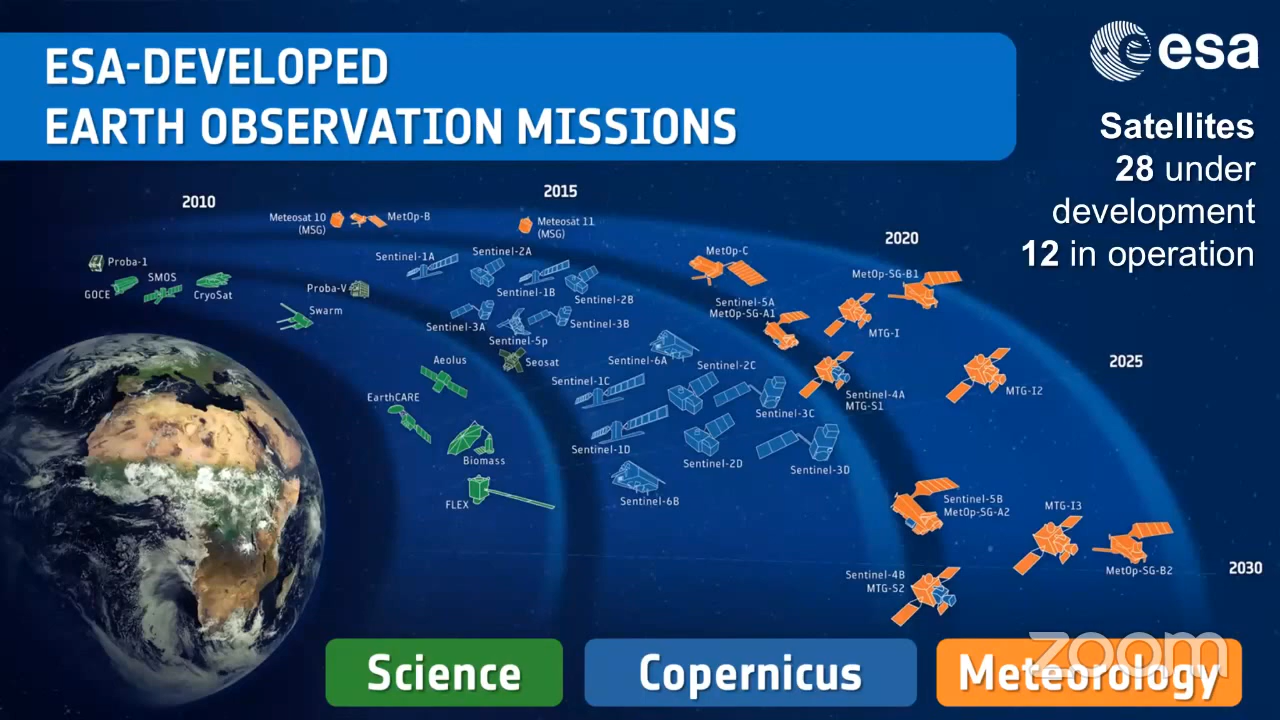 ESA-DEVELOPED
EARTH OBSERVATION MISSIONS
esa
Satellites
28 under
development
12 in operation
2010
2015
2020
2025
2030
Meteosat 10
(MSG)
MetOp-B
Meteosat 11
(MSG)
Proba-1
GOCE
SMOS
CryoSat
Proba-V
Swarm
Sentinel-1A
Sentinel-2A
Sentinel-1B
Sentinel-2B
Sentinel-3A
Sentinel-5p
Sentinel-3B
Seosat
Aeolus
EarthCARE
Biomass
FLEX
Sentinel-6A
Sentinel-1C
Sentinel-2C
Sentinel-3C
Sentinel-1D
Sentinel-2D
Sentinel-3D
Sentinel-6B
MetOp-C
Sentinel-5A
MetOp-SG-A1
MetOp-SG-B1
MTG-I
Sentinel-4A
MTG-S1
MTG-I2
Sentinel-5B
MetOp-SG-A2
MTG-I3
MetOp-SG-B2
Sentinel-4B
MTG-S2
Science
Copernicus
Meteorology
zoom